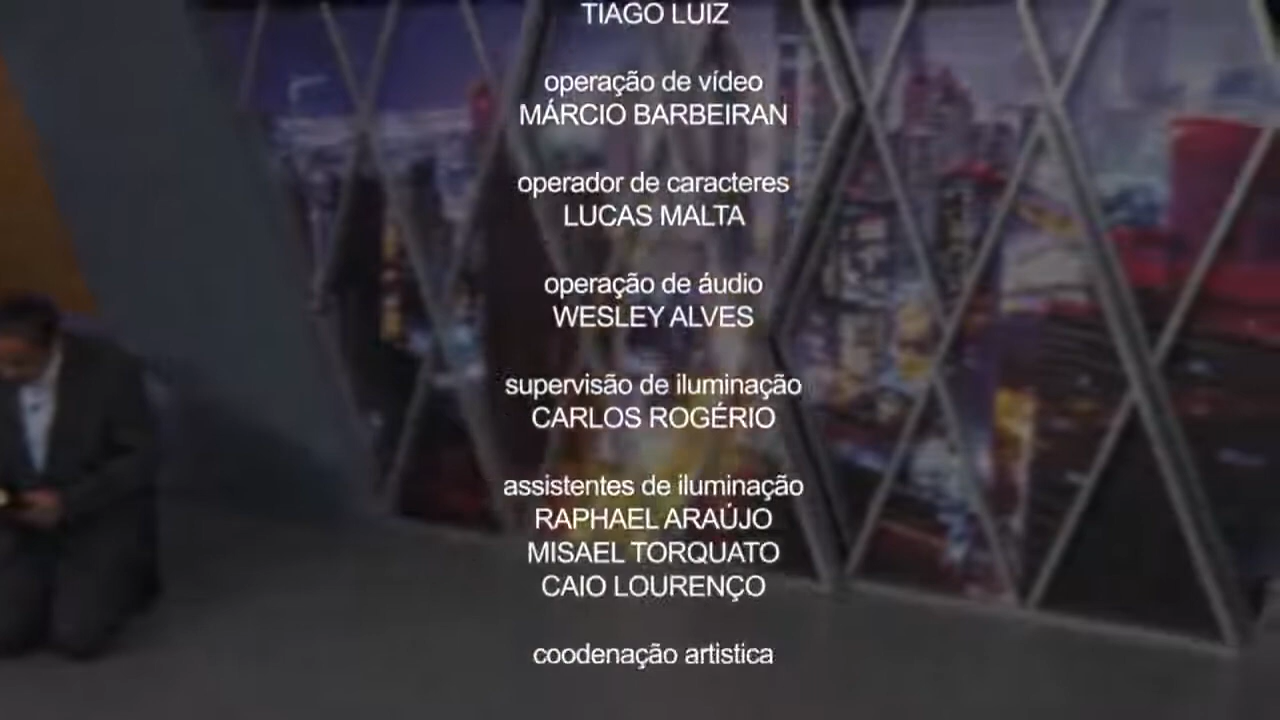 TIAGO LUIZ
operação de vídeo
MÁRCIO BARBEIRAN
operador de caracteres
LUCAS MALTA
operação de áudio
WESLEY ALVES
supervisão de iluminação
CARLOS ROGÉRIO
assistentes de iluminação
RAPHAEL ARAÚJO
MISAEL TORQUATO
CAIO LOURENÇO
coodenação artistica